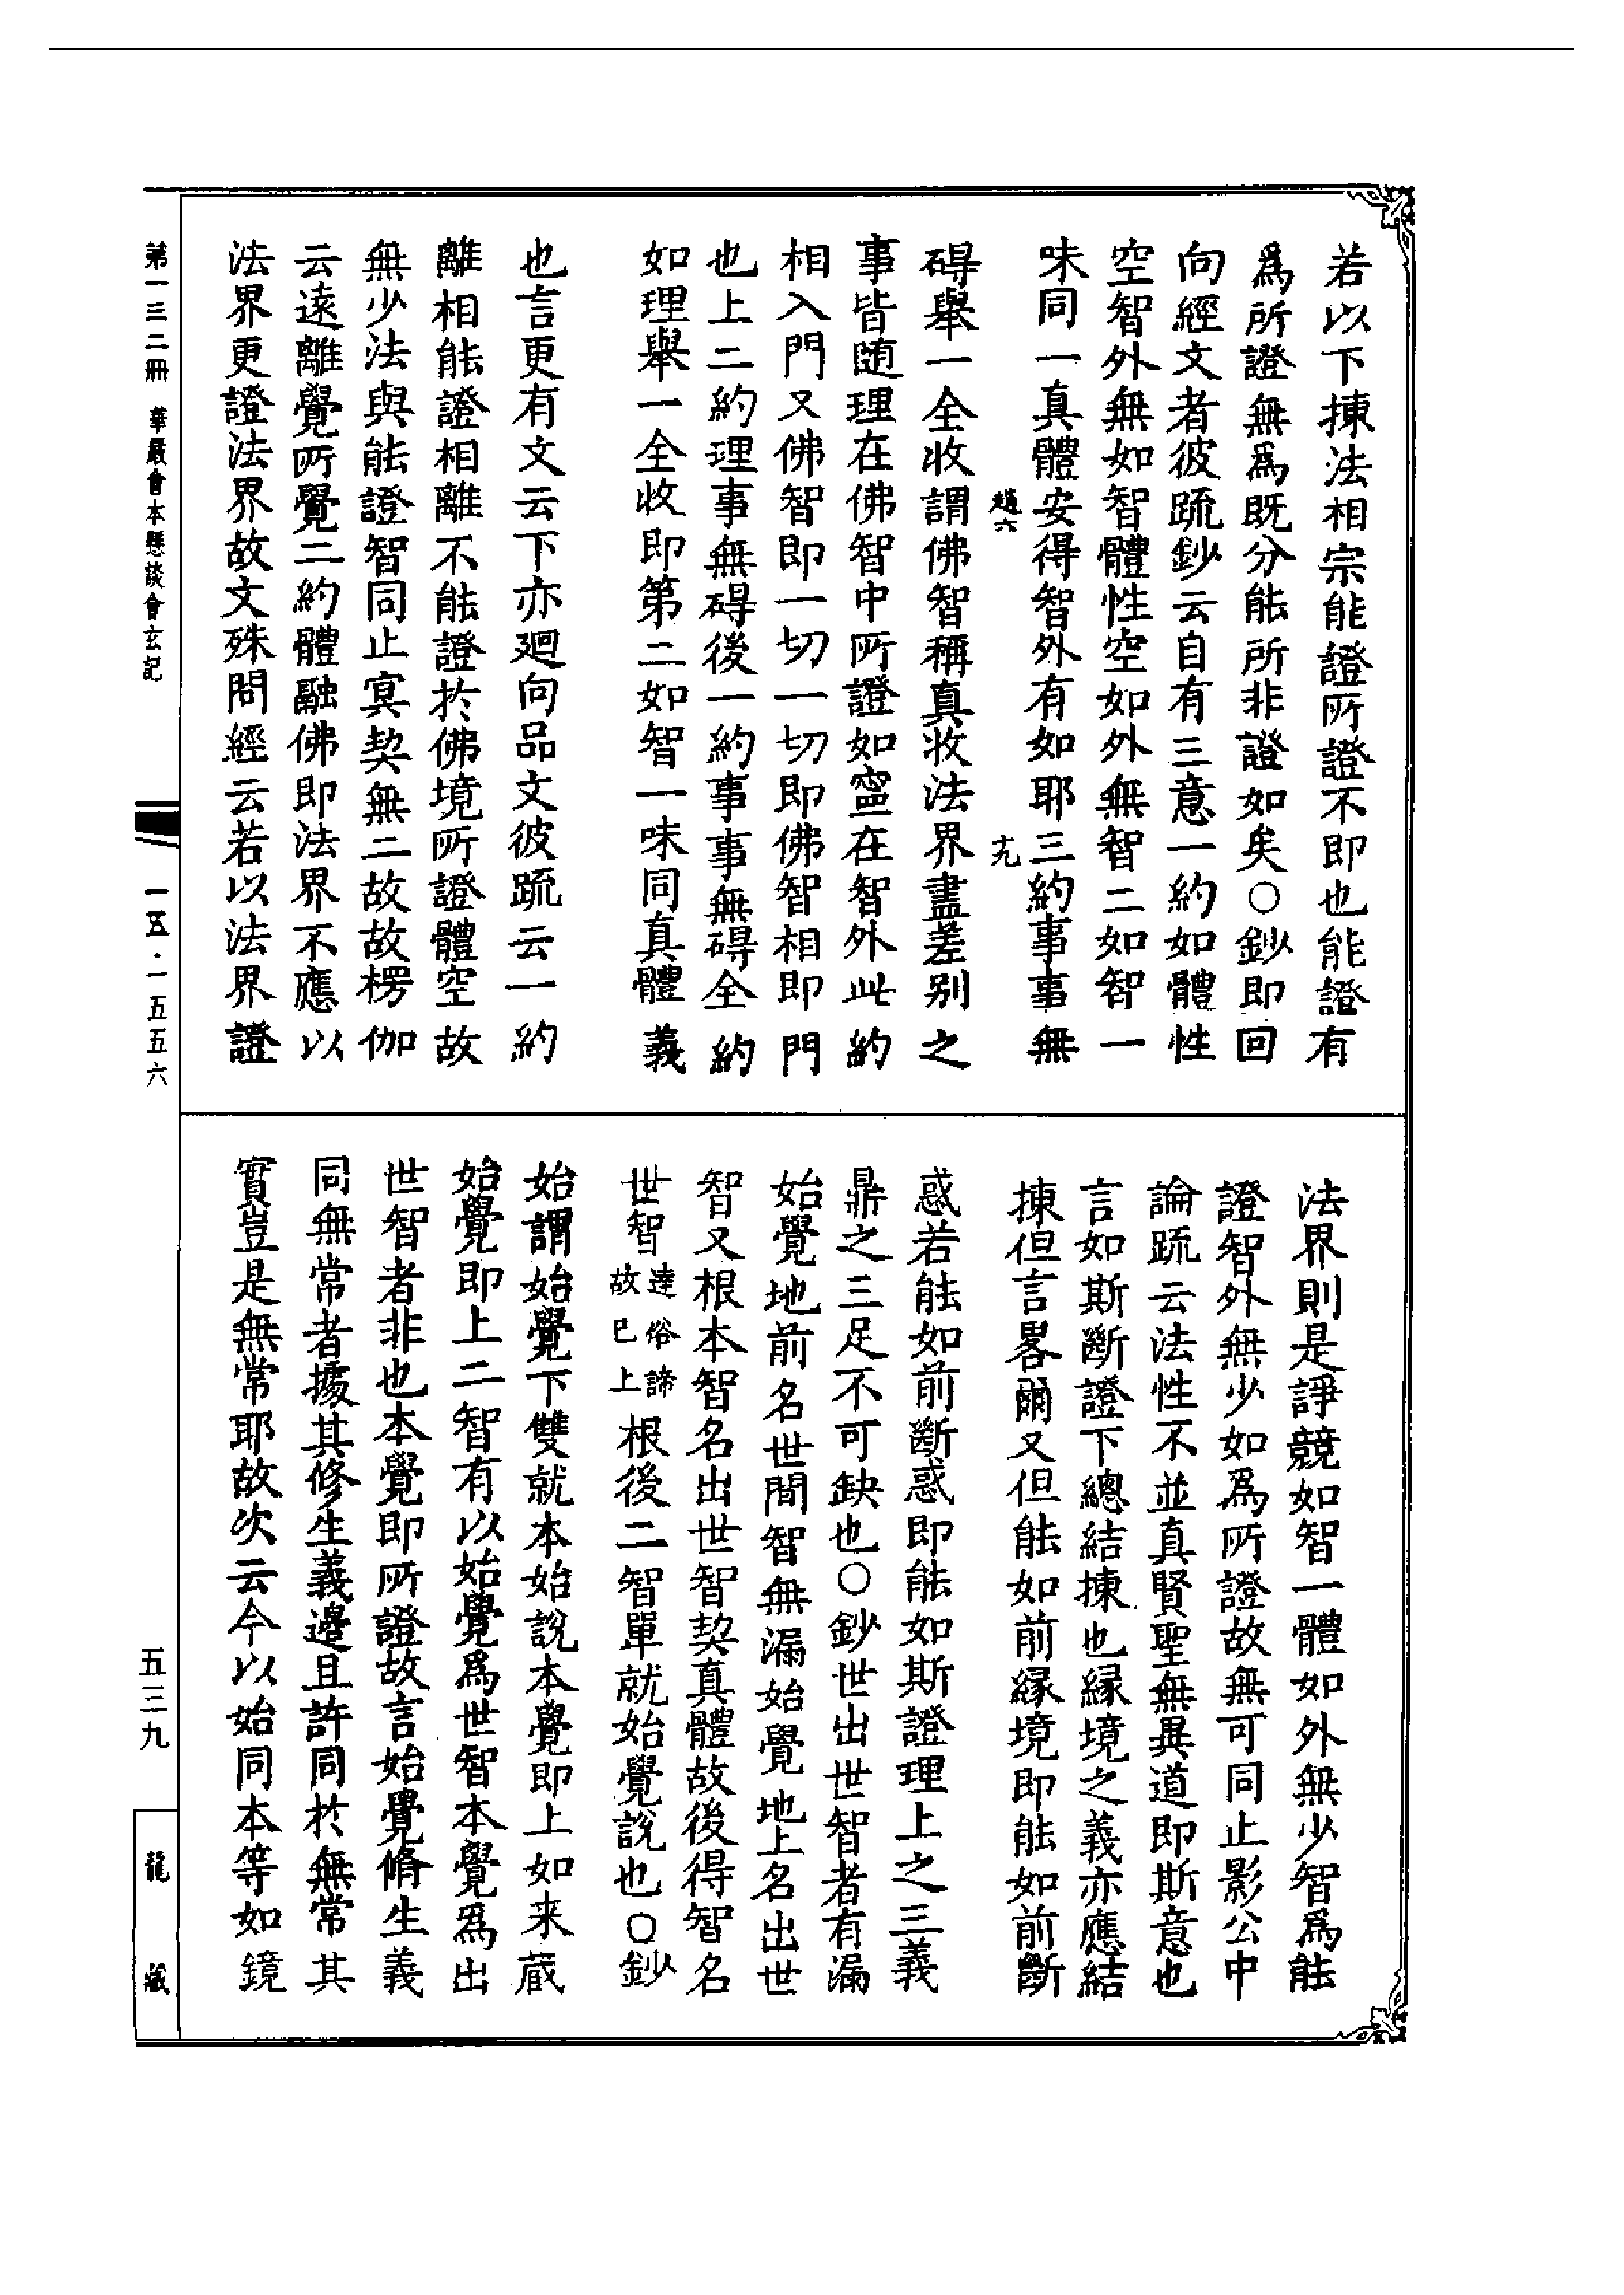 若以下揀法相宗能證所證不即也能證有
爲所證無爲既分能所非證如矣○鈔即回
向經文者彼䟽鈔云自有三意一約如體性
空智外無如智體性空如外無智二如智一
味同一真體安得智外有如耶三約事事無
趙六
十九
碍舉一全收謂佛智稱真收法界盡差别之
事皆随理在佛智中所證如寧在智外此約
相入門又佛智即一切一切即佛智相即門
也上二約理事無碍後一約事事無碍全約
如理舉一全收即第二如智一味同真體義
也言更有文云下亦廻向品文彼䟽云一約
離相能證相離不能證於佛境所證體空故
無少法與能證智同止冥契無二故故楞伽
云遠離覺所覺二約體融佛即法界不應以
法界更證法界故文殊問經云若以法界證
法界則是諍競如智一體如外無少智爲能
證智外無少如爲所證故無可同止影公中
論䟽云法性不並真賢聖無異道即斯意也
言如斯斷證下總結揀也縁境之義亦應結
揀但言畧爾又但能如前縁境即能如前斷
惑若能如前斷惑即能如斯證理上之三義
鼎之三足不可缺也○鈔世出世智者有漏
始覺地前名世間智無漏始覺地上名出世
智又根本智名出世智契真體故後得智名
世智達俗諦故已上根後二智單就始覺說也○鈔
始謂始覺下雙就本始說本覺即上如来蔵
始覺即上二智有以始覺爲世智本覺爲出
世智者非也本覺即所證故言始覺脩生義
同無常者據其修生義邊且許同於無常其
實豈是無常耶故次云今以始同本等如鏡
第一三二冊 華嚴會本懸談會玄記
一五·一五五六
五三九
龍藏